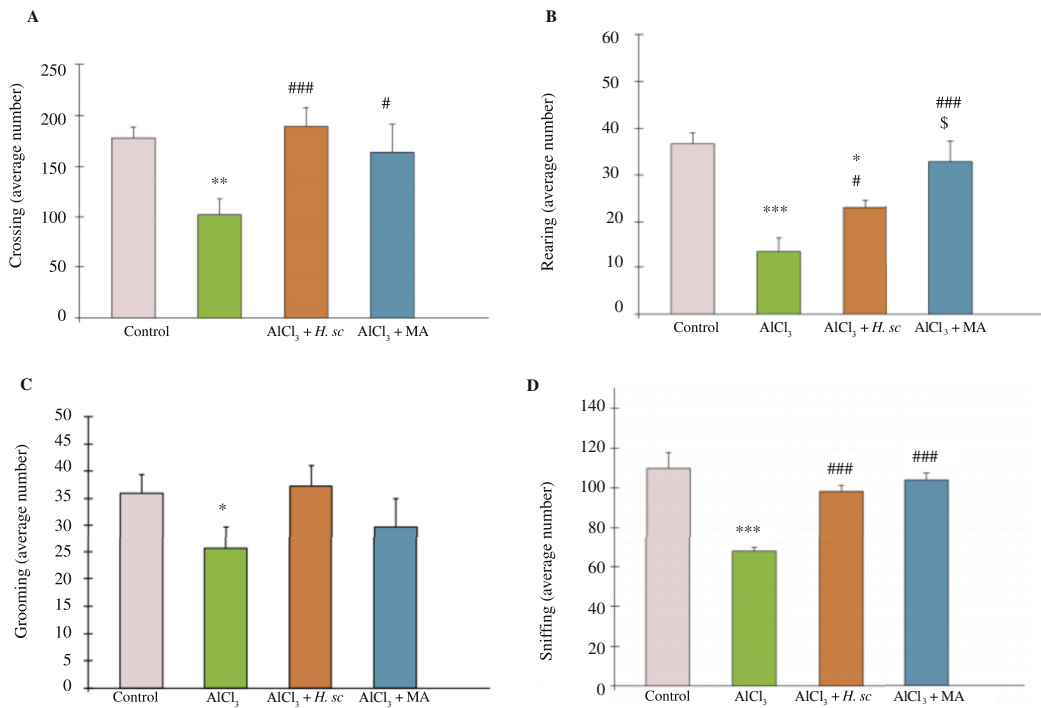 A
Crossing (average number)
250
200
150
100
50
0
**
###
#
Control
AlCl₃ + H. sc
AlCl₃ + MA
B
Rearing (average number)
60
50
40
30
20
10
0
***
*
#
###
$
Control
AlCl₃
AlCl₃ + H. sc
AlCl₃ + MA
C
Grooming (average number)
50
45
40
35
30
25
20
15
10
5
0
*
Control
AlCl₃
AlCl₃ + H. sc
AlCl₃ + MA
D
Sniffing (average number)
140
120
100
80
60
40
20
0
***
###
###
Control
AlCl₃
AlCl₃ + H. sc
AlCl₃ + MA